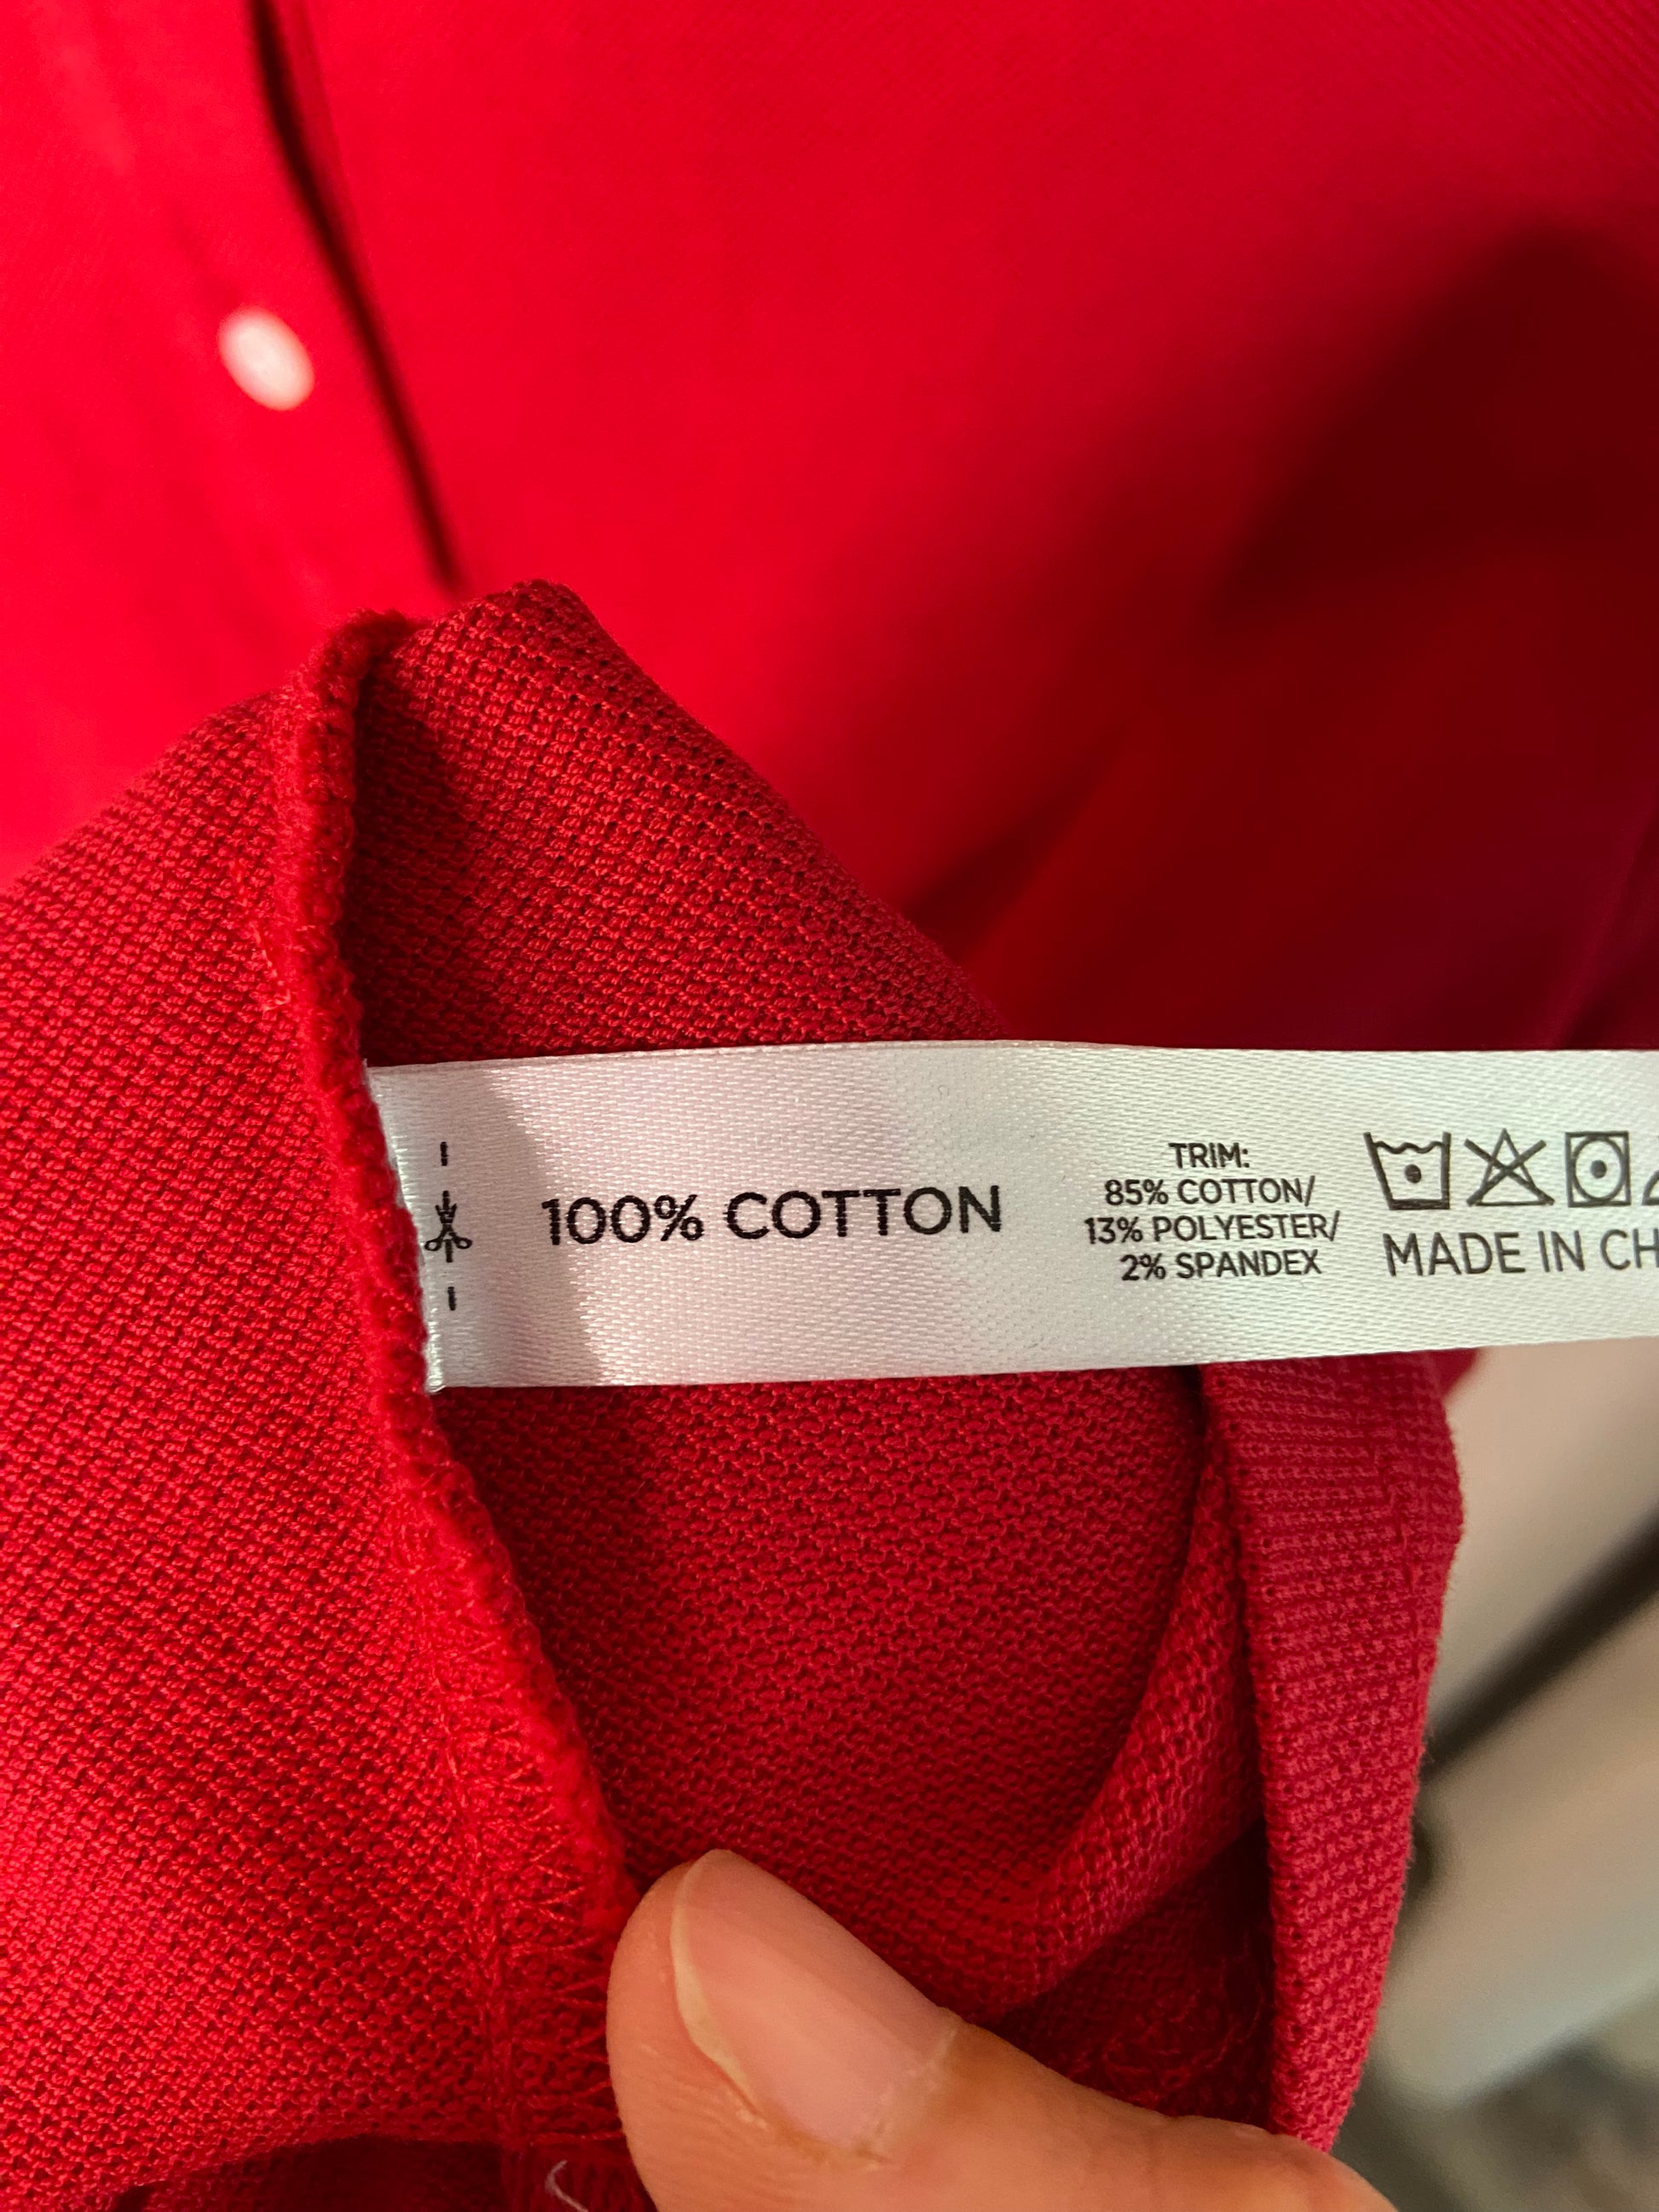 100% COTTON
TRIM:
85% COTTON/
13% POLYESTER/
2% SPANDEX
MADE IN CH